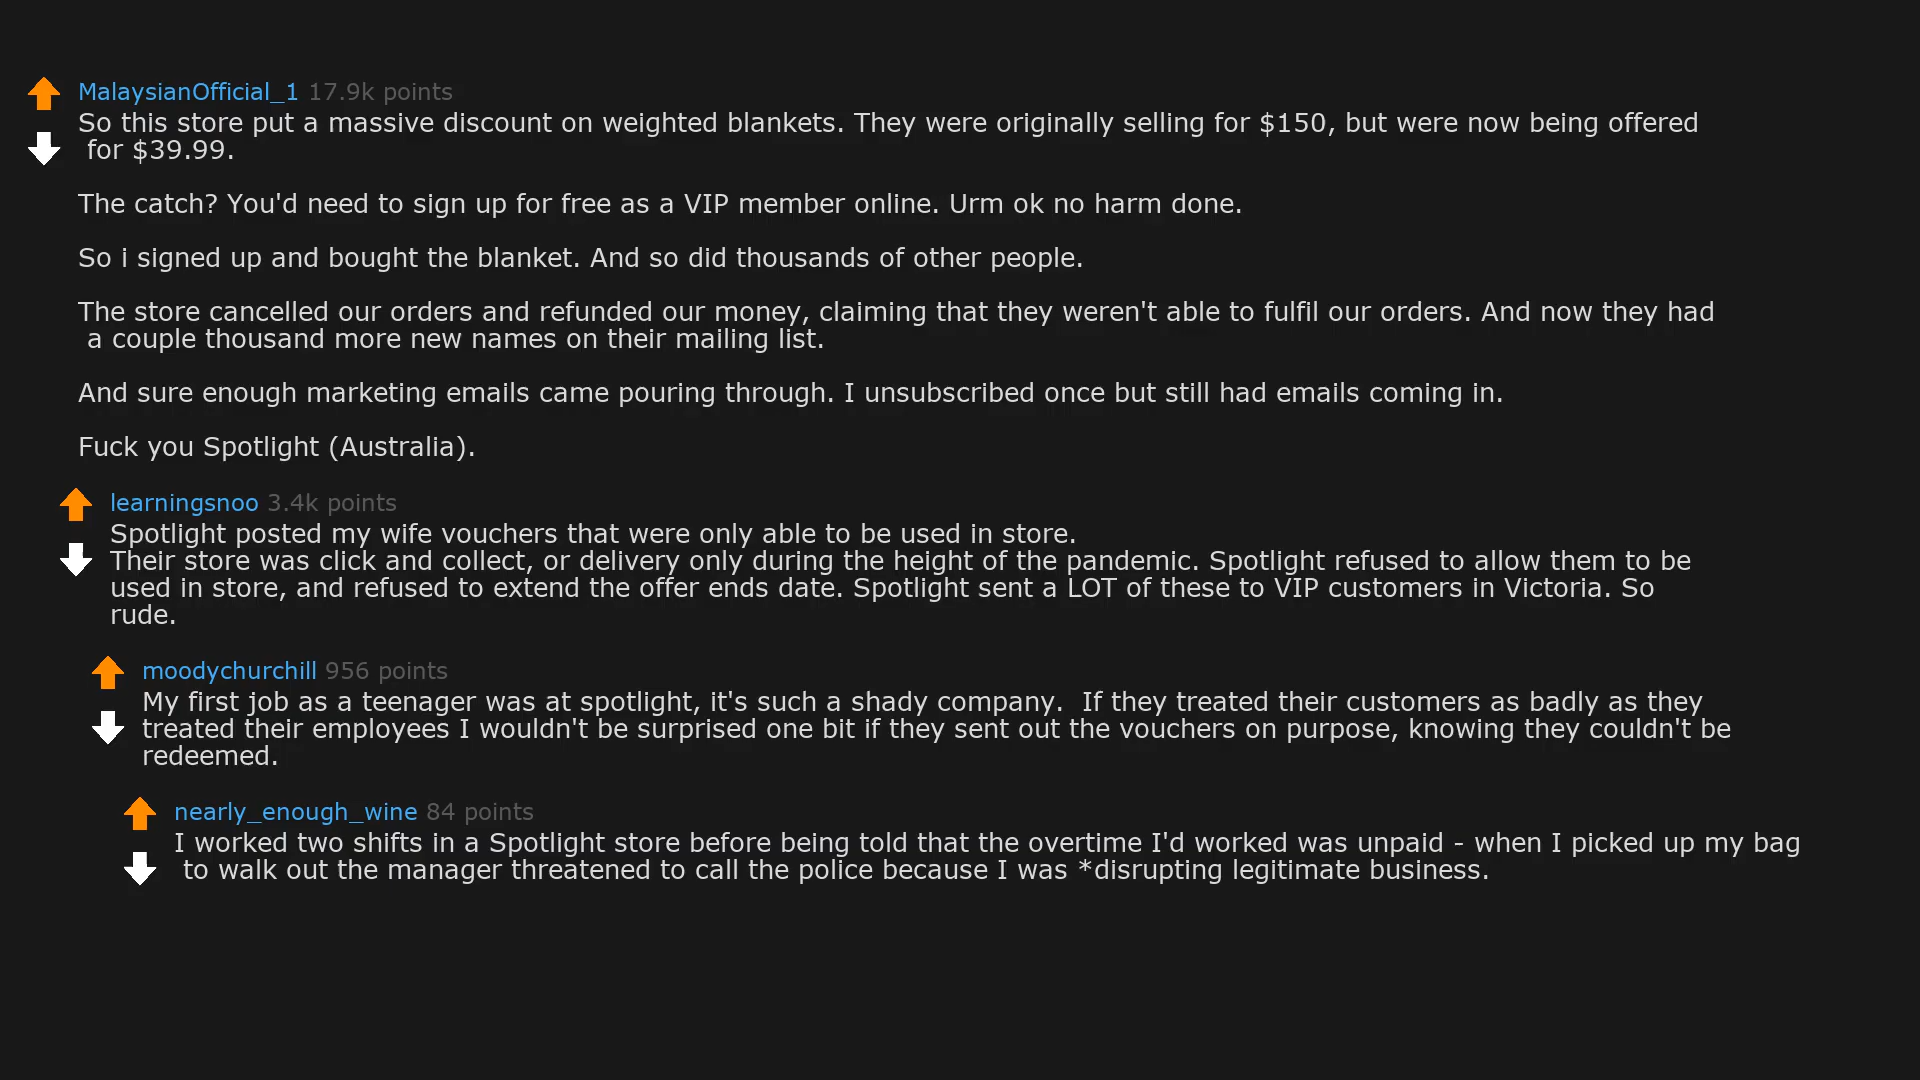 MalaysianOfficial_1 17.9k points
So this store put a massive discount on weighted blankets. They were originally selling for $150, but were now being offered
for $39.99.
The catch? You'd need to sign up for free as a VIP member online. Urm ok no harm done.
So i signed up and bought the blanket. And so did thousands of other people.
The store cancelled our orders and refunded our money, claiming that they weren't able to fulfil our orders. And now they had
a couple thousand more new names on their mailing list.
And sure enough marketing emails came pouring through. I unsubscribed once but still had emails coming in.
Fuck you Spotlight (Australia).
learningsnoo 3.4k points
Spotlight posted my wife vouchers that were only able to be used in store.
Their store was click and collect, or delivery only during the height of the pandemic. Spotlight refused to allow them to be
used in store, and refused to extend the offer ends date. Spotlight sent a LOT of these to VIP customers in Victoria. So
rude.
moodychurchill 956 points
My first job as a teenager was at spotlight, it's such a shady company.  If they treated their customers as badly as they
treated their employees I wouldn't be surprised one bit if they sent out the vouchers on purpose, knowing they couldn't be
redeemed.
nearly_enough_wine 84 points
I worked two shifts in a Spotlight store before being told that the overtime I'd worked was unpaid - when I picked up my bag
to walk out the manager threatened to call the police because I was *disrupting legitimate business.